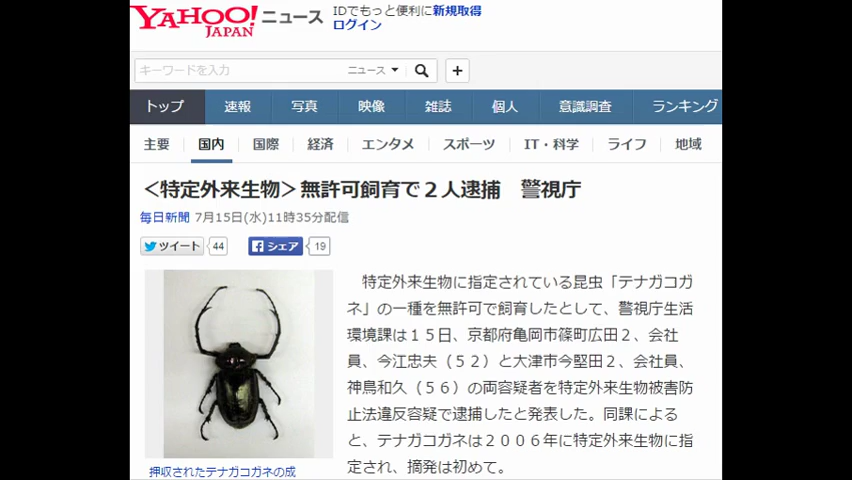 YAHOO! JAPAN ニュース
IDでもっと便利に新規取得
ログイン
キーワードを入力 ニュース
トップ 速報 写真 映像 雑誌 個人 意識調査 ランキング
主要 国内 国際 経済 エンタメ スポーツ IT・科学 ライフ 地域
＜特定外来生物＞無許可飼育で２人逮捕 警視庁
毎日新聞 7月15日(水)11時35分配信
ツイート 44 シェア 19
特定外来生物に指定されている昆虫「テナガコガ
ネ」の一種を無許可で飼育したとして、警視庁生活
環境課は１５日、京都府亀岡市篠町広田２、会社
員、今江忠夫（５２）と大津市今堅田２、会社員、
神鳥和久（５６）の両容疑者を特定外来生物被害防
止法違反容疑で逮捕したと発表した。同課による
と、テナガコガネは２００６年に特定外来生物に指
定され、摘発は初めて。
押収されたテナガコガネの成